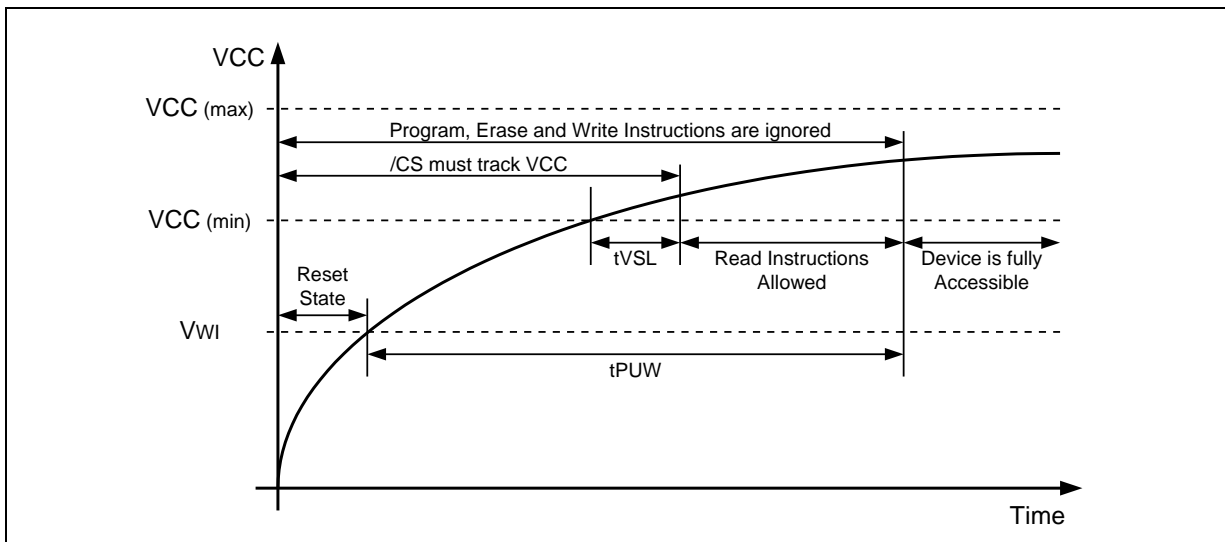 VCC
VCC (max)
Program, Erase and Write Instructions are ignored
/CS must track VCC
VCC (min)
tVSL
Read Instructions
Allowed
Device is fully
Accessible
Reset
State
VWI
tPUW
Time